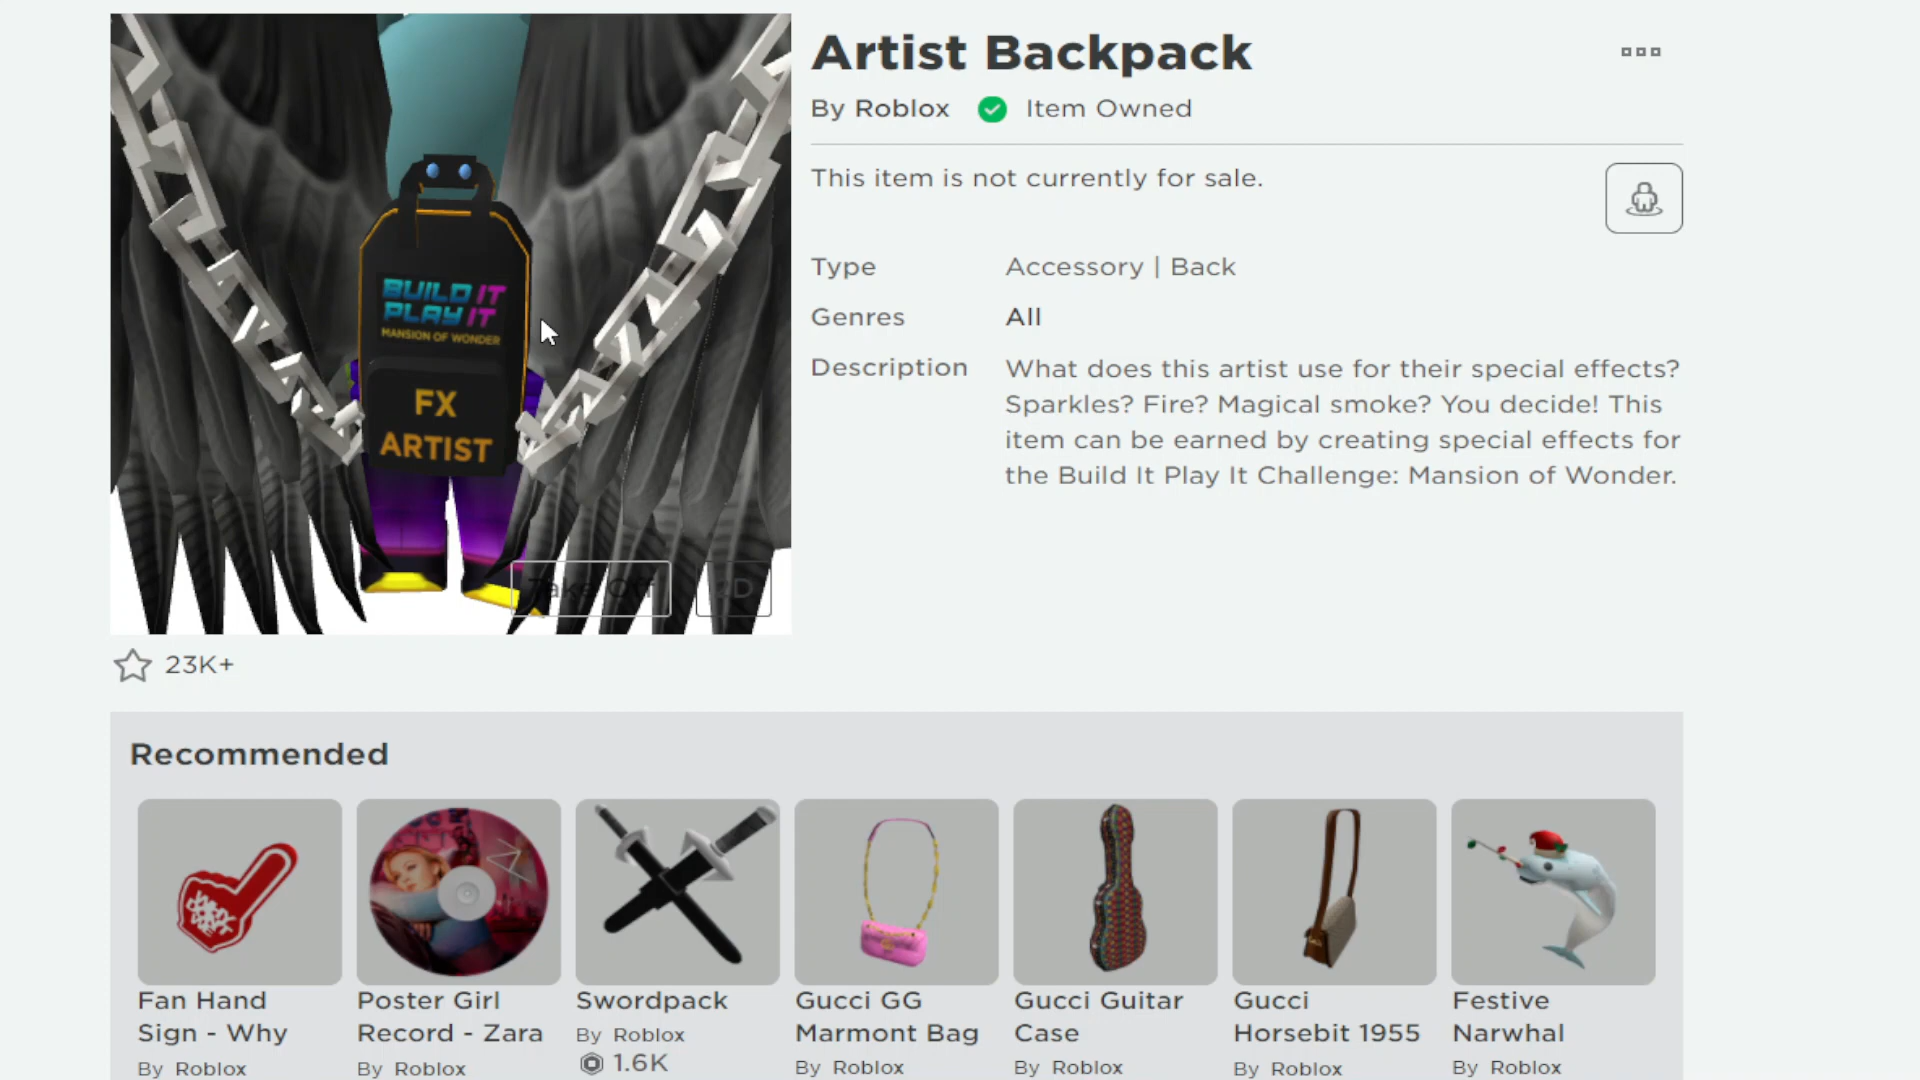 Artist Backpack
By Roblox Item Owned
This item is not currently for sale.
Type Accessory | Back
Genres All
Description What does this artist use for their special effects?
Sparkles? Fire? Magical smoke? You decide! This
item can be earned by creating special effects for
the Build It Play It Challenge: Mansion of Wonder.
BUILD IT
PLAY IT
MANSION OF WONDER
FX
ARTIST
Take Off
23K+
Recommended
Fan Hand
Sign - Why
By Roblox
Poster Girl
Record - Zara
By Roblox
Swordpack
By Roblox
1.6K
Gucci GG
Marmont Bag
By Roblox
Gucci Guitar
Case
By Roblox
Gucci
Horsebit 1955
By Roblox
Festive
Narwhal
By Roblox